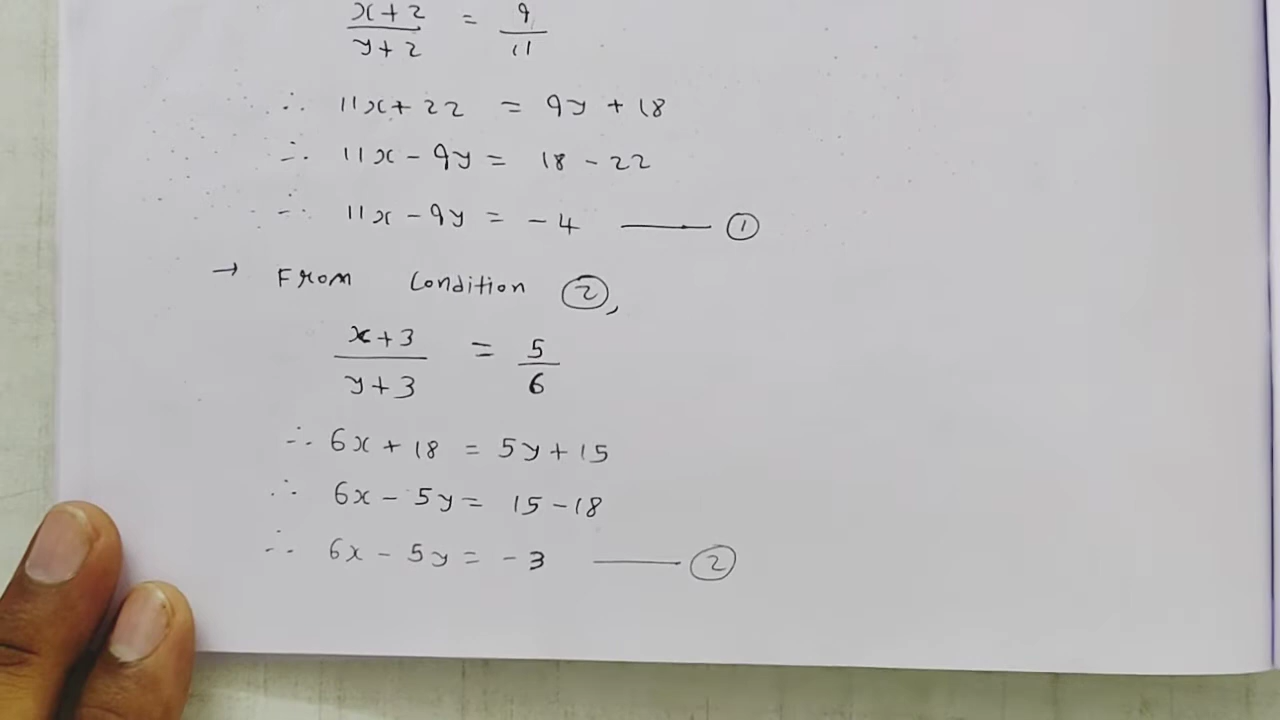 x+2 / y+2 = 9 / 11
∴ 11x+22 = 9y+18
∴ 11x-9y = 18-22
∴ 11x-9y = -4 —— ①
→ From Condition ②,
x+3 / y+3 = 5 / 6
∴ 6x+18 = 5y+15
∴ 6x-5y = 15-18
∴ 6x-5y = -3 —— ②